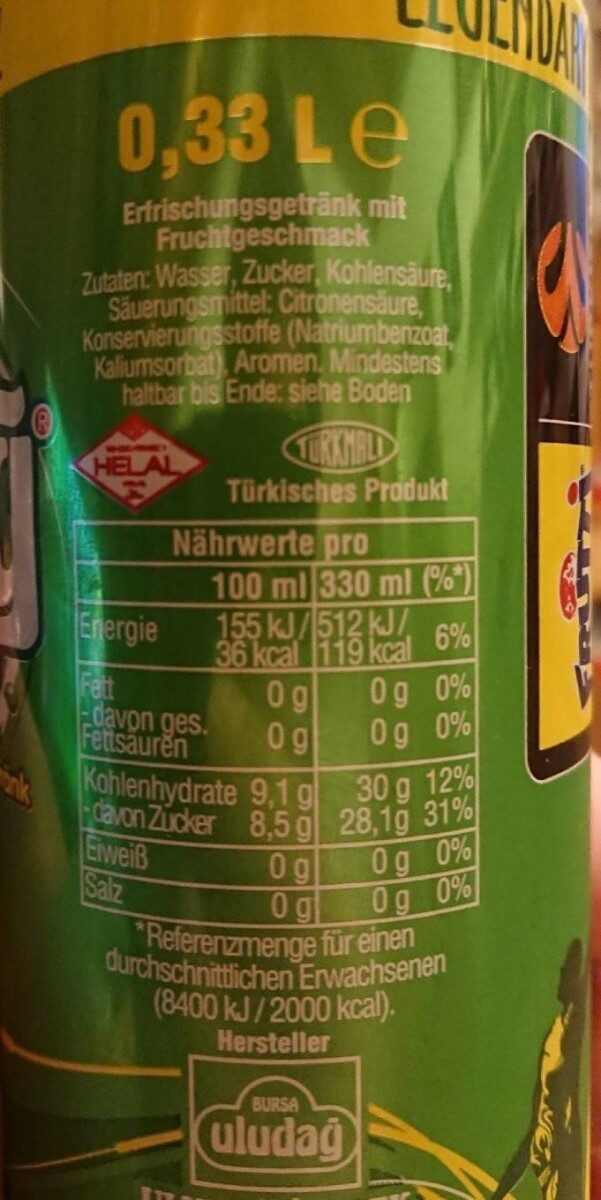 LEGENDARY
0,33 L e
Erfrischungsgetränk mit
Fruchtgeschmack
Zutaten: Wasser, Zucker, Kohlensäure,
Säuerungsmittel: Citronensäure,
Konservierungsstoffe (Natriumbenzoat,
Kaliumsorbat), Aromen. Mindestens
haltbar bis Ende: siehe Boden
®
HELAL
TÜRKMALI
Türkisches Produkt
Nährwerte pro
100 ml 330 ml (%*)
Energie 155 kJ/ 512 kJ/ 6%
36 kcal 119 kcal
Fett 0 g 0 g 0%
- davon ges. 0 g 0 g 0%
Fettsäuren
Kohlenhydrate 9,1 g 30 g 12%
- davon Zucker 8,5 g 28,1g 31%
Eiweiß 0 g 0 g 0%
Salz 0 g 0 g 0%
*Referenzmenge für einen
durchschnittlichen Erwachsenen
(8400 kJ / 2000 kcal).
Hersteller
BURSA
uludağ
FRUTTI